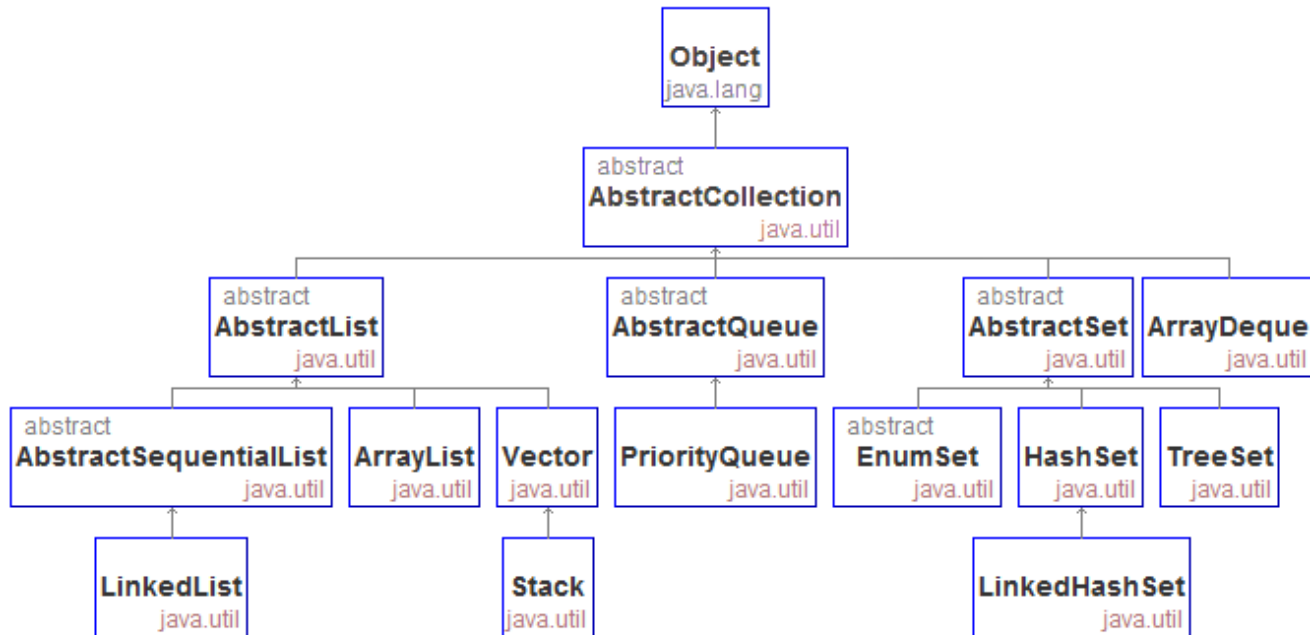 Object
java.lang
abstract
AbstractCollection
java.util
abstract
AbstractList
java.util
abstract
AbstractQueue
java.util
abstract
AbstractSet
java.util
ArrayDeque
java.util
abstract
AbstractSequentialList
java.util
ArrayList
java.util
Vector
java.util
PriorityQueue
java.util
abstract
EnumSet
java.util
HashSet
java.util
TreeSet
java.util
LinkedList
java.util
Stack
java.util
LinkedHashSet
java.util